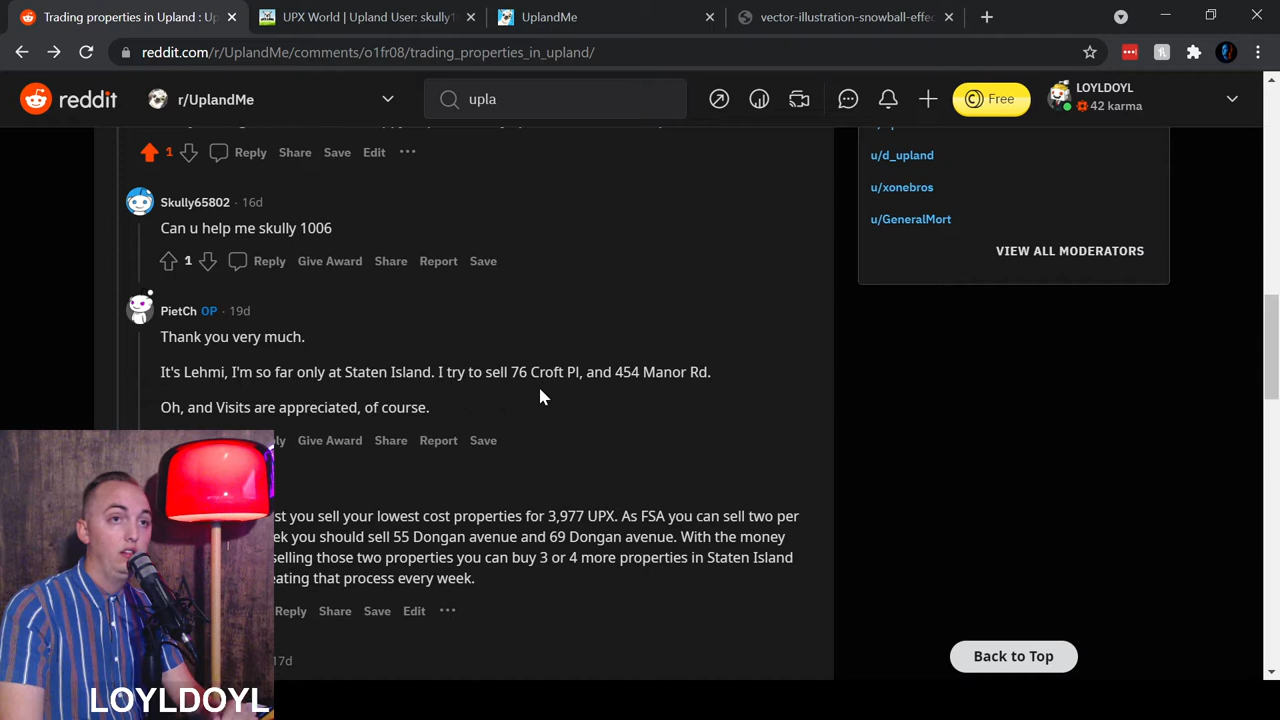 Trading properties in Upland : Up
UPX World | Upland User: skully1
UplandMe
vector-illustration-snowball-effec
reddit.com/r/UplandMe/comments/o1fr08/trading_properties_in_upland/
reddit
r/UplandMe
upla
Free
LOYLDOYL
42 karma
1
Reply
Share
Save
Edit
u/d_upland
u/xonebros
u/GeneralMort
VIEW ALL MODERATORS
Skully65802 · 16d
Can u help me skully 1006
1
Reply
Give Award
Share
Report
Save
PietCh OP · 19d
Thank you very much.
It's Lehmi, I'm so far only at Staten Island. I try to sell 76 Croft Pl, and 454 Manor Rd.
Oh, and Visits are appreciated, of course.
Give Award
Share
Report
Save
you sell your lowest cost properties for 3,977 UPX. As FSA you can sell two per
you should sell 55 Dongan avenue and 69 Dongan avenue. With the money
selling those two properties you can buy 3 or 4 more properties in Staten Island
that process every week.
Reply
Share
Save
Edit
17d
Back to Top
LOYLDOYL